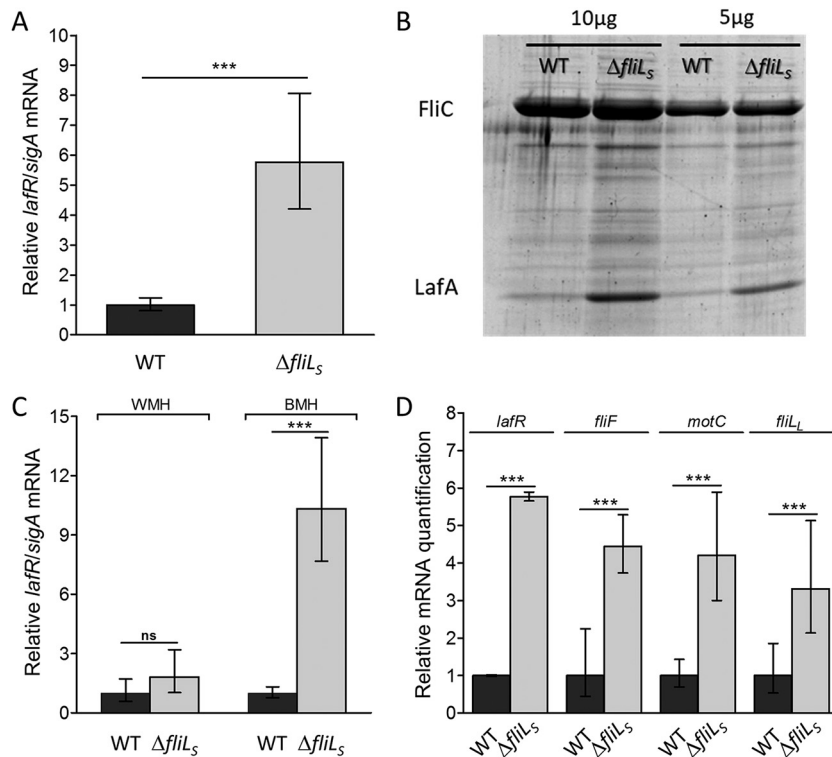 A
Relative lafR/sigA mRNA
10
9
8
7
6
5
4
3
2
1
0
***
WT
ΔfliLS
B
10μg
5μg
WT
ΔfliLS
WT
ΔfliLS
FliC
LafA
C
Relative lafR/sigA mRNA
15
12
9
6
3
0
WMH
BMH
ns
***
WT ΔfliLS
WT ΔfliLS
D
Relative mRNA quantification
8
7
6
5
4
3
2
1
0
lafR
fliF
motC
fliLL
***
***
***
***
WT
ΔfliLS
WT
ΔfliLS
WT
ΔfliLS
WT
ΔfliLS